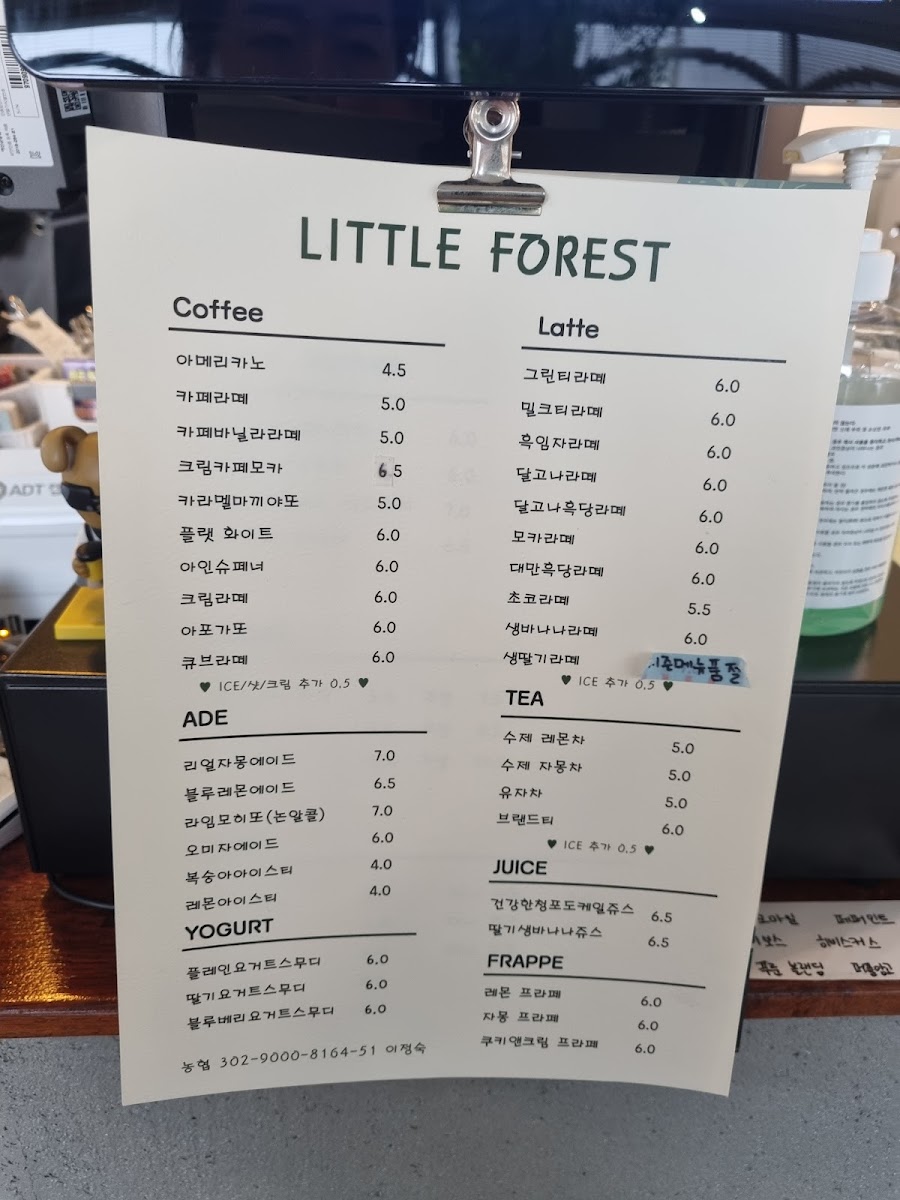 LITTLE FOREST
Coffee
아메리카노 4.5
카페라떼 5.0
카페바닐라라떼 5.0
크림카페모카 6.5
카라멜마끼야또 5.0
플랫 화이트 6.0
아인슈페너 6.0
크림라떼 6.0
아포가또 6.0
큐브라떼 6.0
♥ ICE/샷/크림 추가 0.5 ♥
ADE
리얼자몽에이드 7.0
블루레몬에이드 6.5
라임모히또(논알콜) 7.0
오미자에이드 6.0
복숭아아이스티 4.0
레몬아이스티 4.0
YOGURT
플레인요거트스무디 6.0
딸기요거트스무디 6.0
블루베리요거트스무디 6.0
농협 302-9000-8164-51 이정숙
Latte
그린티라떼 6.0
밀크티라떼 6.0
흑임자라떼 6.0
달고나라떼 6.0
달고나흑당라떼 6.0
모카라떼 6.0
대만흑당라떼 6.0
초코라떼 5.5
생바나나라떼 6.0
생딸기라떼 시즌메뉴품절
♥ ICE 추가 0.5 ♥
TEA
수제 레몬차 5.0
수제 자몽차 5.0
유자차 5.0
브랜드티 6.0
♥ ICE 추가 0.5 ♥
JUICE
건강한청포도케일쥬스 6.5
딸기생바나나쥬스 6.5
FRAPPE
레몬 프라페 6.0
자몽 프라페 6.0
쿠키앤크림 프라페 6.0
ADT
페퍼민트
히비스커스